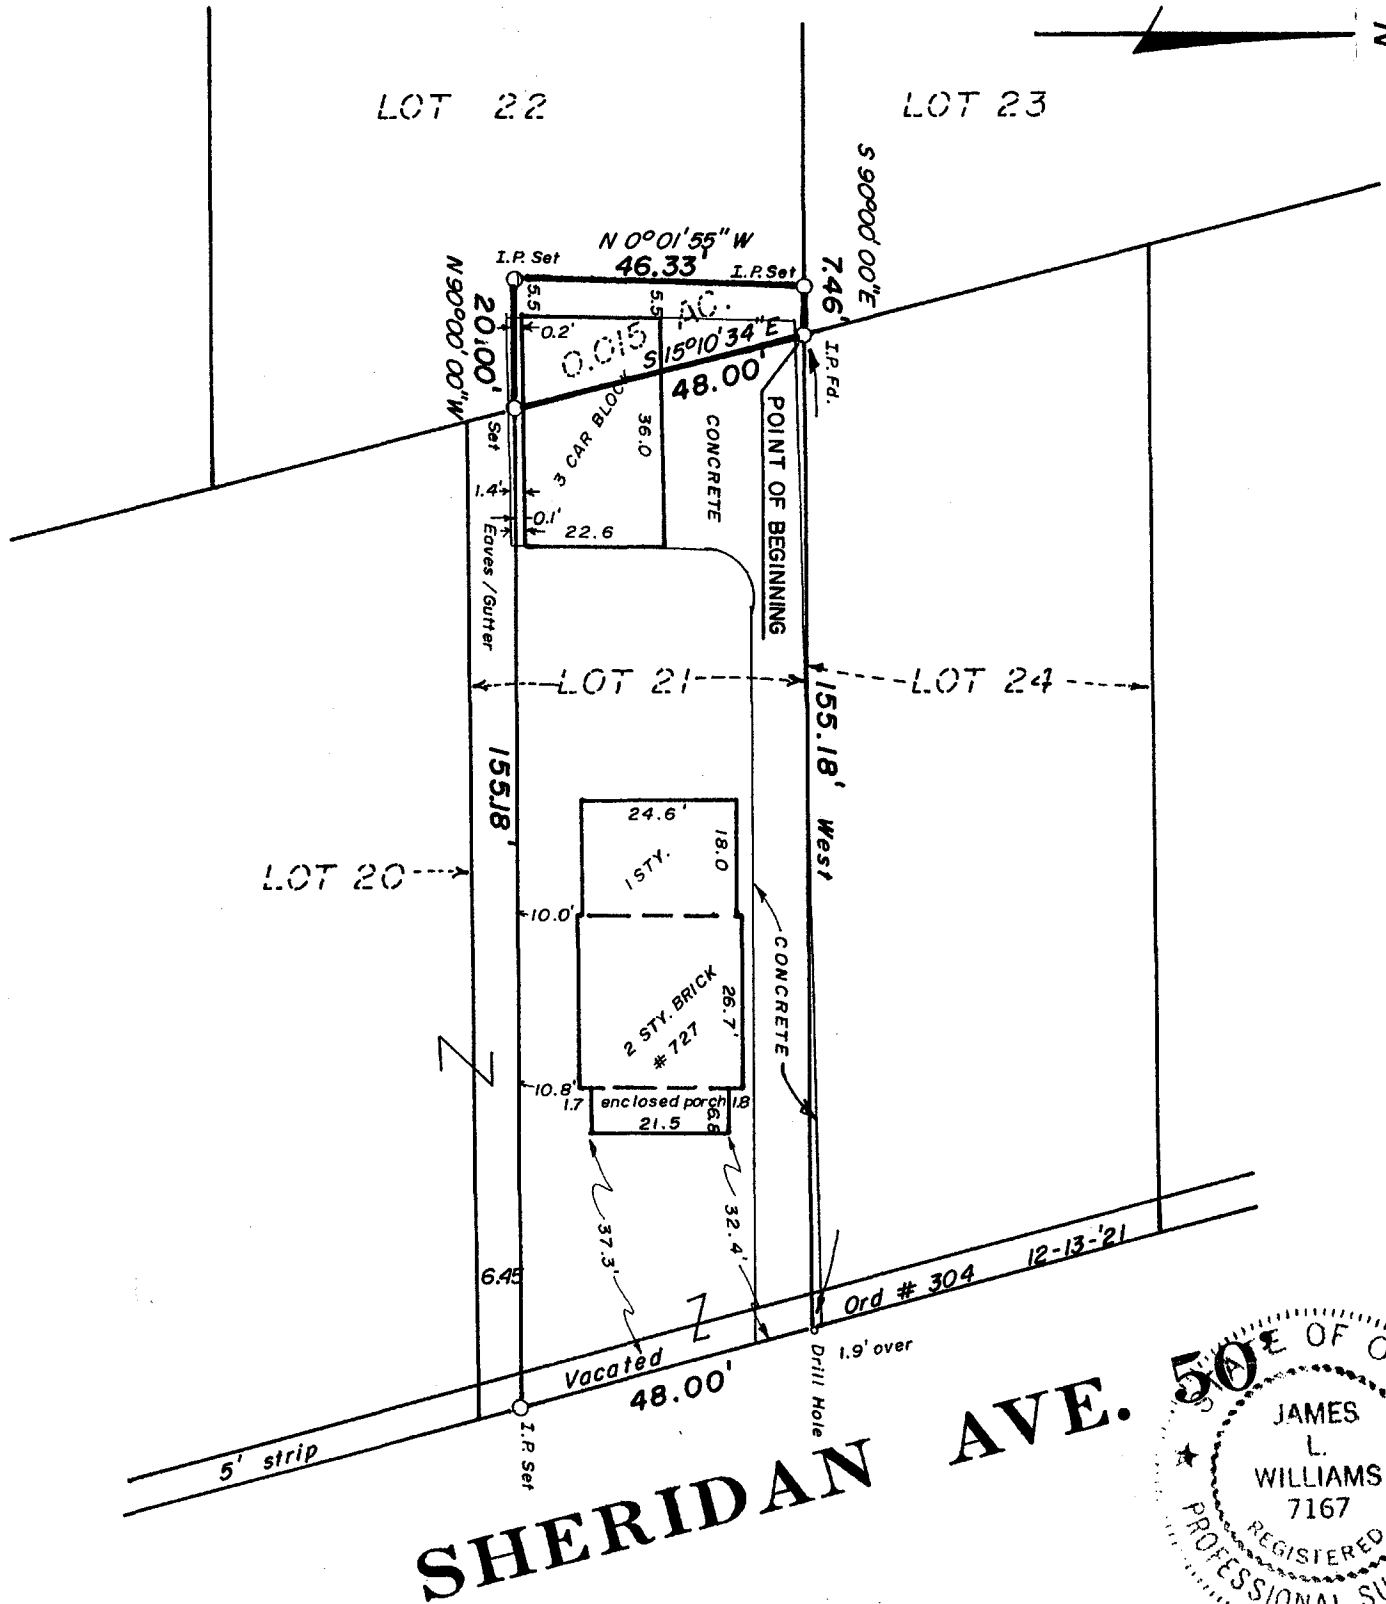 N
LOT 22
LOT 23
S 90°00'00"E
7.46'
N 0°01'55" W
46.33'
I.P. Set
I.P. Set
N 90°00'00"W
20.00'
5.5
5.5
0.2'
0.015 AC.
S 15°10'34"E
48.00'
I.P. Fd.
Set
3 CAR BLOCK
36.0
CONCRETE
POINT OF BEGINNING
1.4'
0.1'
22.6
Eaves/Gutter
LOT 21
LOT 24
155.18'
155.18' West
24.6'
18.0
1 STY.
LOT 20
10.0'
2 STY. BRICK
# 727
26.7'
CONCRETE
10.8'
1.7
enclosed porch
1.8
21.5
6.8
37.3'
32.4'
6.45
Vacated
Ord # 304
12-13-'21
48.00'
1.9' over
Drill Hole
5' strip
I.P. Set
SHERIDAN AVE. 50'
JAMES
L.
WILLIAMS
7167
REGISTERED
PROFESSIONAL